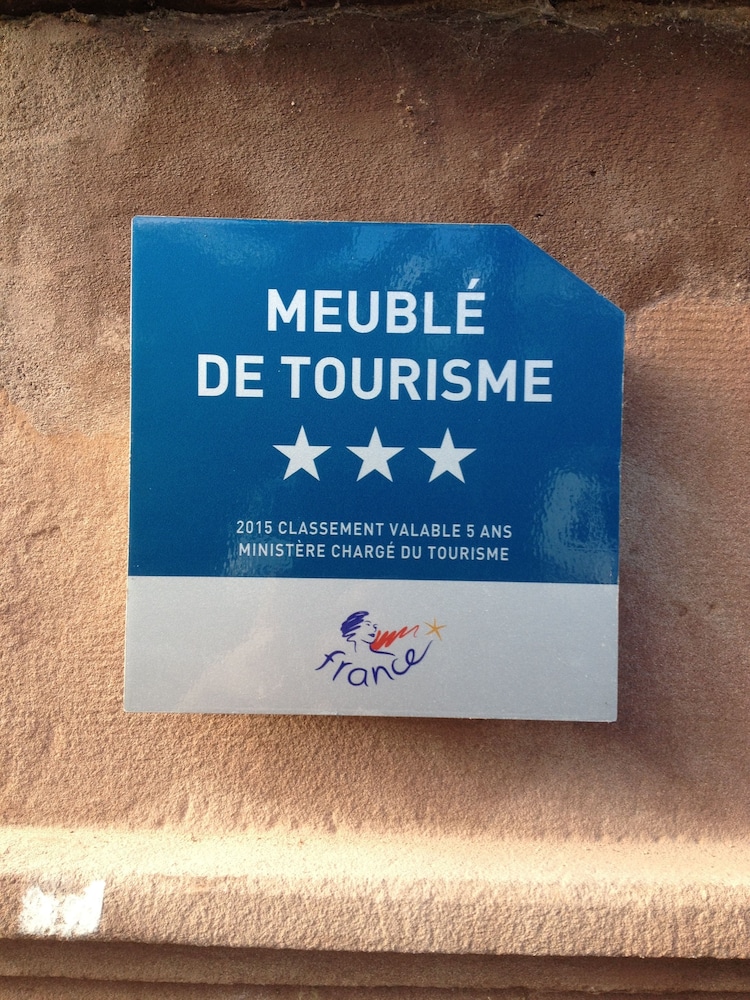 MEUBLÉ
DE TOURISME
★★★
2015 CLASSEMENT VALABLE 5 ANS
MINISTÈRE CHARGÉ DU TOURISME
france